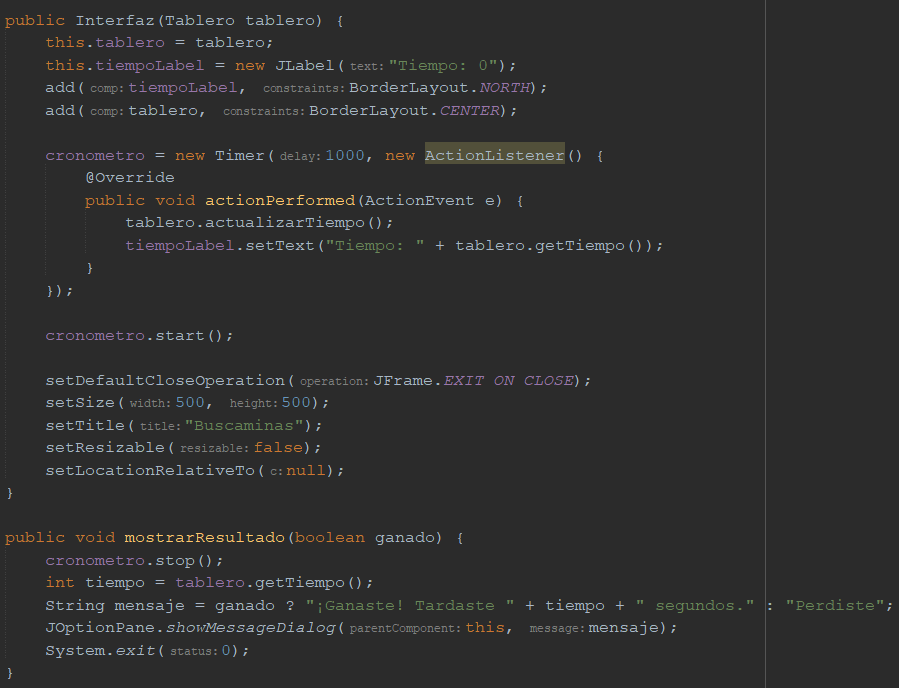 public Interfaz(Tablero tablero) {
this.tablero = tablero;
this.tiempoLabel = new JLabel( text: "Tiempo: 0");
add( comp: tiempoLabel, constraints: BorderLayout.NORTH);
add( comp: tablero, constraints: BorderLayout.CENTER);
cronometro = new Timer( delay: 1000, new ActionListener() {
@Override
public void actionPerformed(ActionEvent e) {
tablero.actualizarTiempo();
tiempoLabel.setText("Tiempo: " + tablero.getTiempo());
}
});
cronometro.start();
setDefaultCloseOperation( operation: JFrame.EXIT_ON_CLOSE);
setSize( width: 500, height: 500);
setTitle( title: "Buscaminas");
setResizable( resizable: false);
setLocationRelativeTo( c: null);
}
public void mostrarResultado(boolean ganado) {
cronometro.stop();
int tiempo = tablero.getTiempo();
String mensaje = ganado ? "¡Ganaste! Tardaste " + tiempo + " segundos." : "Perdiste";
JOptionPane.showMessageDialog( parentComponent: this, message: mensaje);
System.exit( status: 0);
}